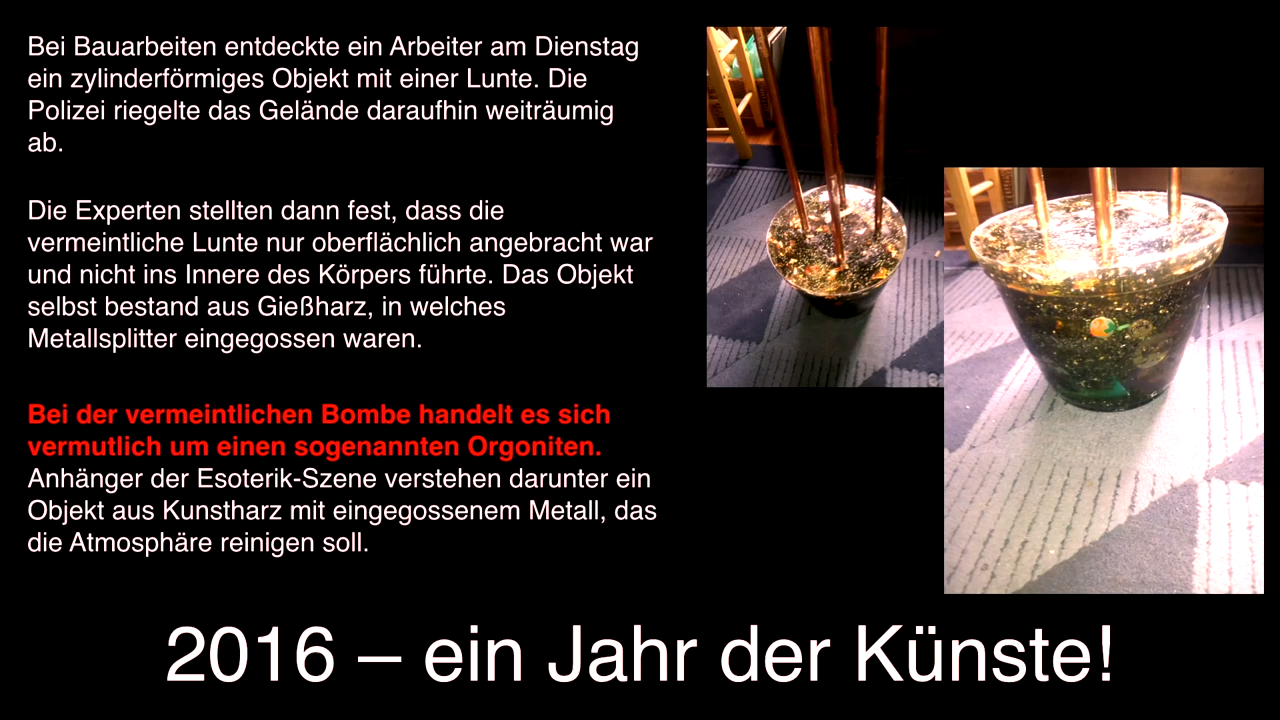 Bei Bauarbeiten entdeckte ein Arbeiter am Dienstag
ein zylinderförmiges Objekt mit einer Lunte. Die
Polizei riegelte das Gelände daraufhin weiträumig
ab.
Die Experten stellten dann fest, dass die
vermeintliche Lunte nur oberflächlich angebracht war
und nicht ins Innere des Körpers führte. Das Objekt
selbst bestand aus Gießharz, in welches
Metallsplitter eingegossen waren.
Bei der vermeintlichen Bombe handelt es sich
vermutlich um einen sogenannten Orgoniten.
Anhänger der Esoterik-Szene verstehen darunter ein
Objekt aus Kunstharz mit eingegossenem Metall, das
die Atmosphäre reinigen soll.
2016 – ein Jahr der Künste!